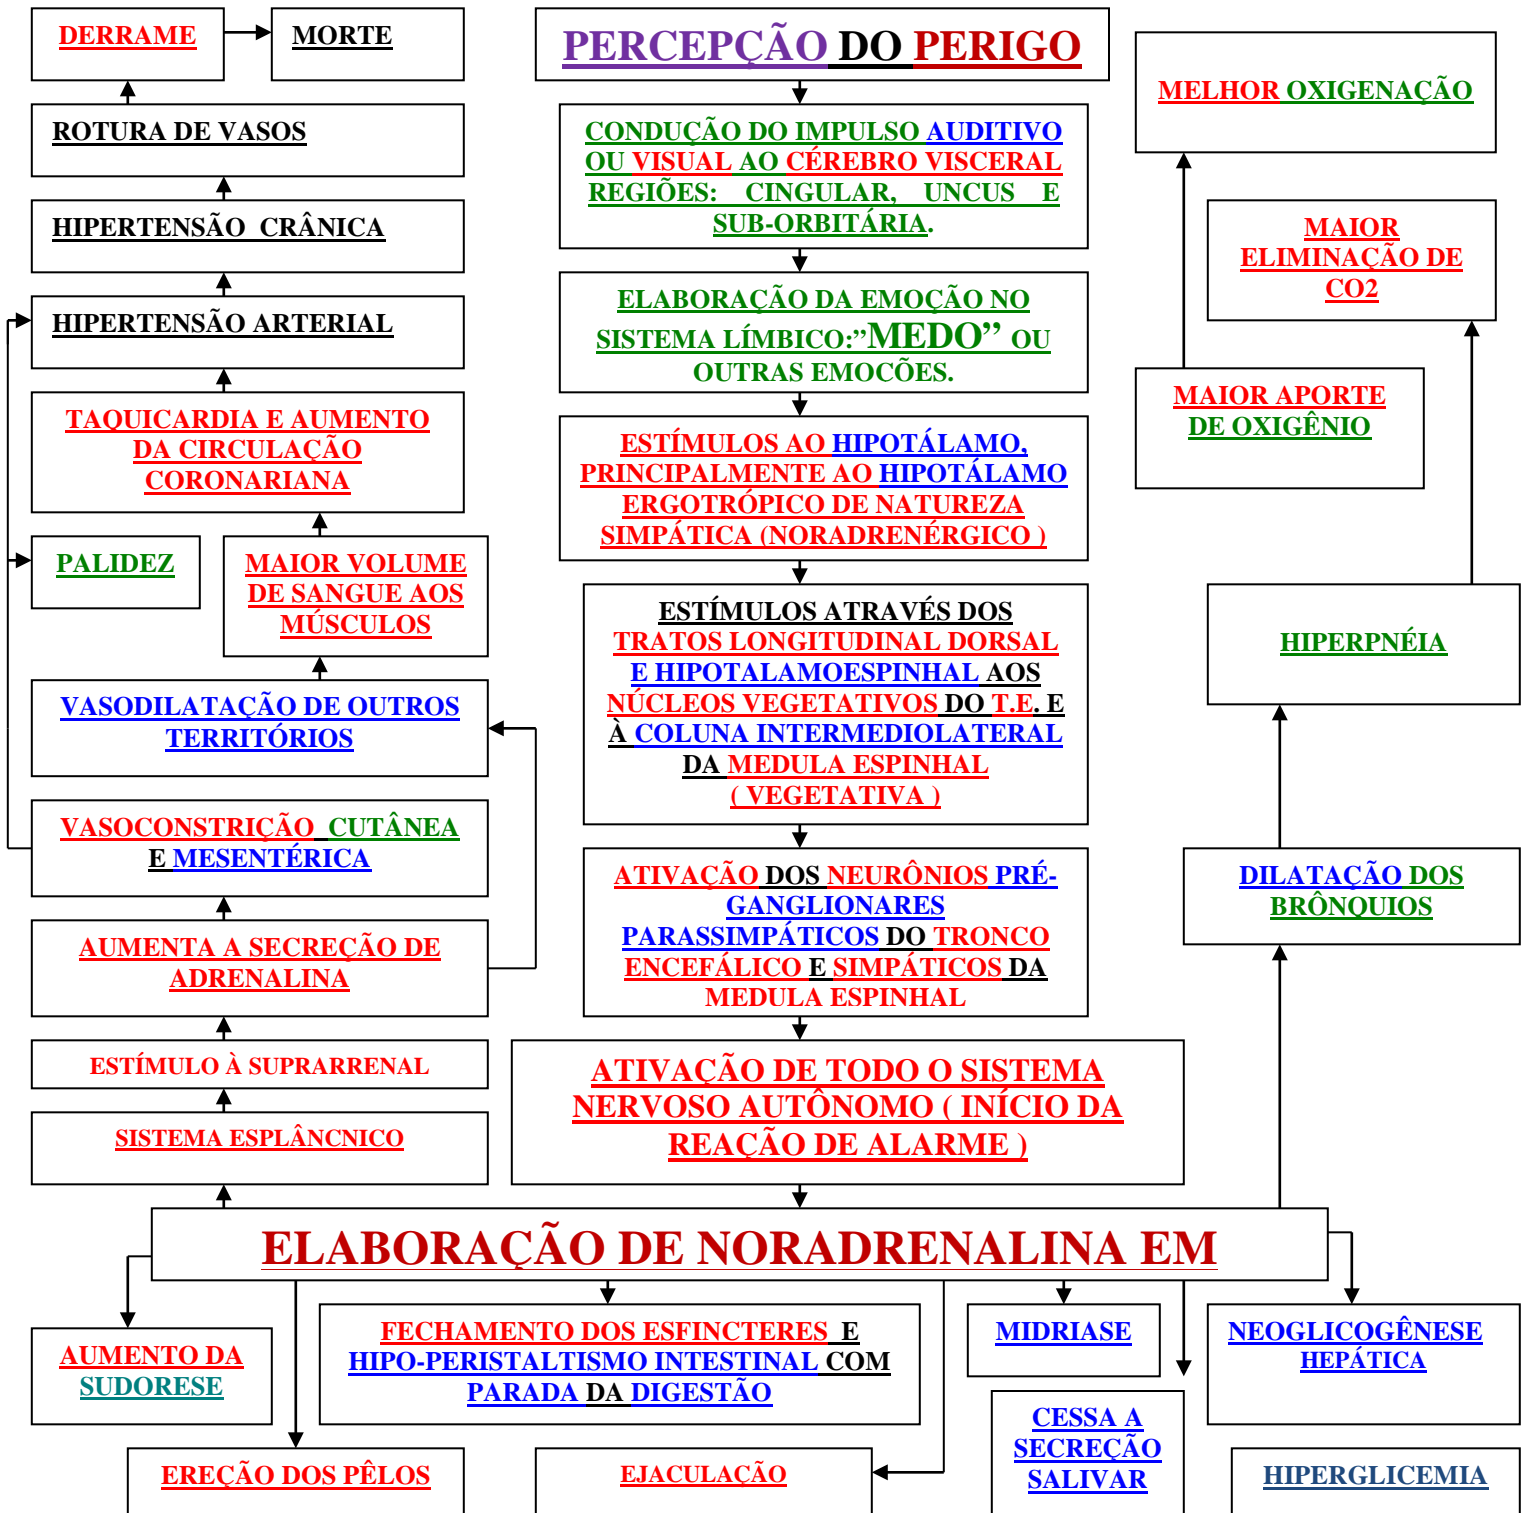 DERRAME
MORTE
ROTURA DE VASOS
HIPERTENSÃO CRÂNICA
HIPERTENSÃO ARTERIAL
TAQUICARDIA E AUMENTO
DA CIRCULAÇÃO
CORONARIANA
PALIDEZ
MAIOR VOLUME
DE SANGUE AOS
MÚSCULOS
VASODILATAÇÃO DE OUTROS
TERRITÓRIOS
VASOCONSTRIÇÃO CUTÂNEA
E MESENTÉRICA
AUMENTA A SECREÇÃO DE
ADRENALINA
ESTÍMULO À SUPRARRENAL
SISTEMA ESPLÂNCNICO
PERCEPÇÃO DO PERIGO
CONDUÇÃO DO IMPULSO AUDITIVO
OU VISUAL AO CÉREBRO VISCERAL
REGIÕES: CINGULAR, UNCUS E
SUB-ORBITÁRIA.
ELABORAÇÃO DA EMOÇÃO NO
SISTEMA LÍMBICO:”MEDO” OU
OUTRAS EMOCÕES.
ESTÍMULOS AO HIPOTÁLAMO,
PRINCIPALMENTE AO HIPOTÁLAMO
ERGOTRÓPICO DE NATUREZA
SIMPÁTICA (NORADRENÉRGICO )
ESTÍMULOS ATRAVÉS DOS
TRATOS LONGITUDINAL DORSAL
E HIPOTALAMOESPINHAL AOS
NÚCLEOS VEGETATIVOS DO T.E. E
À COLUNA INTERMEDIOLATERAL
DA MEDULA ESPINHAL
( VEGETATIVA )
ATIVAÇÃO DOS NEURÔNIOS PRÉ-
GANGLIONARES
PARASSIMPÁTICOS DO TRONCO
ENCEFÁLICO E SIMPÁTICOS DA
MEDULA ESPINHAL
ATIVAÇÃO DE TODO O SISTEMA
NERVOSO AUTÔNOMO ( INÍCIO DA
REAÇÃO DE ALARME )
MELHOR OXIGENAÇÃO
MAIOR
ELIMINAÇÃO DE
CO2
MAIOR APORTE
DE OXIGÊNIO
HIPERPNÉIA
DILATAÇÃO DOS
BRÔNQUIOS
ELABORAÇÃO DE NORADRENALINA EM
AUMENTO DA
SUDORESE
FECHAMENTO DOS ESFINCTERES E
HIPO-PERISTALTISMO INTESTINAL COM
PARADA DA DIGESTÃO
MIDRIASE
NEOGLICOGÊNESE
HEPÁTICA
CESSA A
SECREÇÃO
SALIVAR
EREÇÃO DOS PÊLOS
EJACULAÇÃO
HIPERGLICEMIA